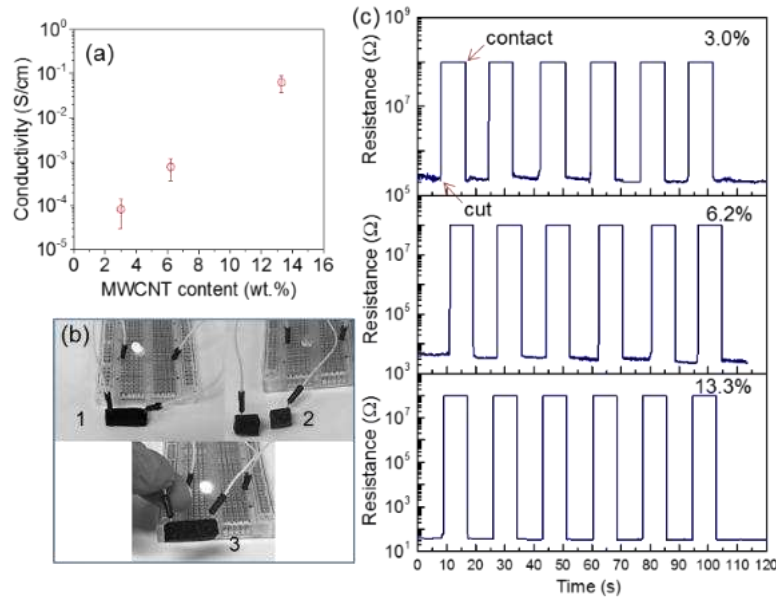 (a)
Conductivity (S/cm)
10^0
10^-1
10^-2
10^-3
10^-4
10^-5
0 2 4 6 8 10 12 14 16
MWCNT content (wt.%)
(b)
1
2
3
(c)
Resistance (Ω)
10^9
10^7
10^5
contact
cut
3.0%
Resistance (Ω)
10^7
10^5
10^3
6.2%
Resistance (Ω)
10^7
10^5
10^3
10^1
13.3%
0 10 20 30 40 50 60 70 80 90 100 110 120
Time (s)